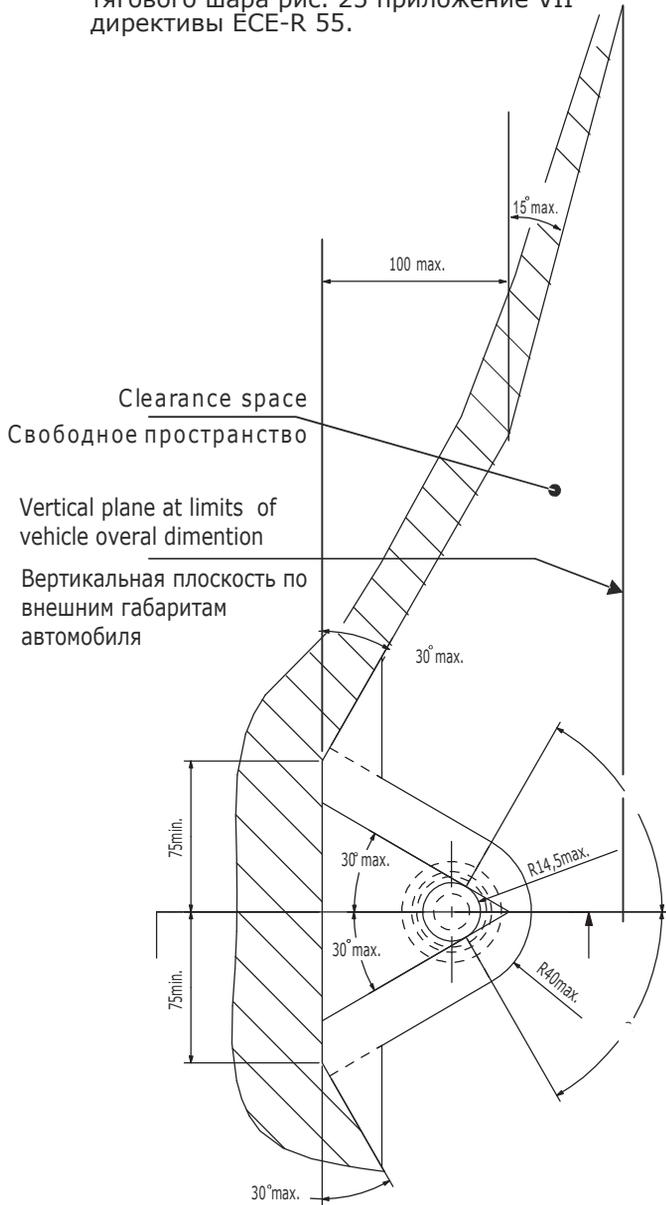 тягового шара рис. 25 приложение VII
директивы ECE-R 55.
15°max.
100 max.
Clearance space
Свободное пространство
Vertical plane at limits of
vehicle overal dimention
Вертикальная плоскость по
внешним габаритам
автомобиля
30°max.
75min.
30°max.
R14,5max.
30°max.
75min.
R40max.
30°max.